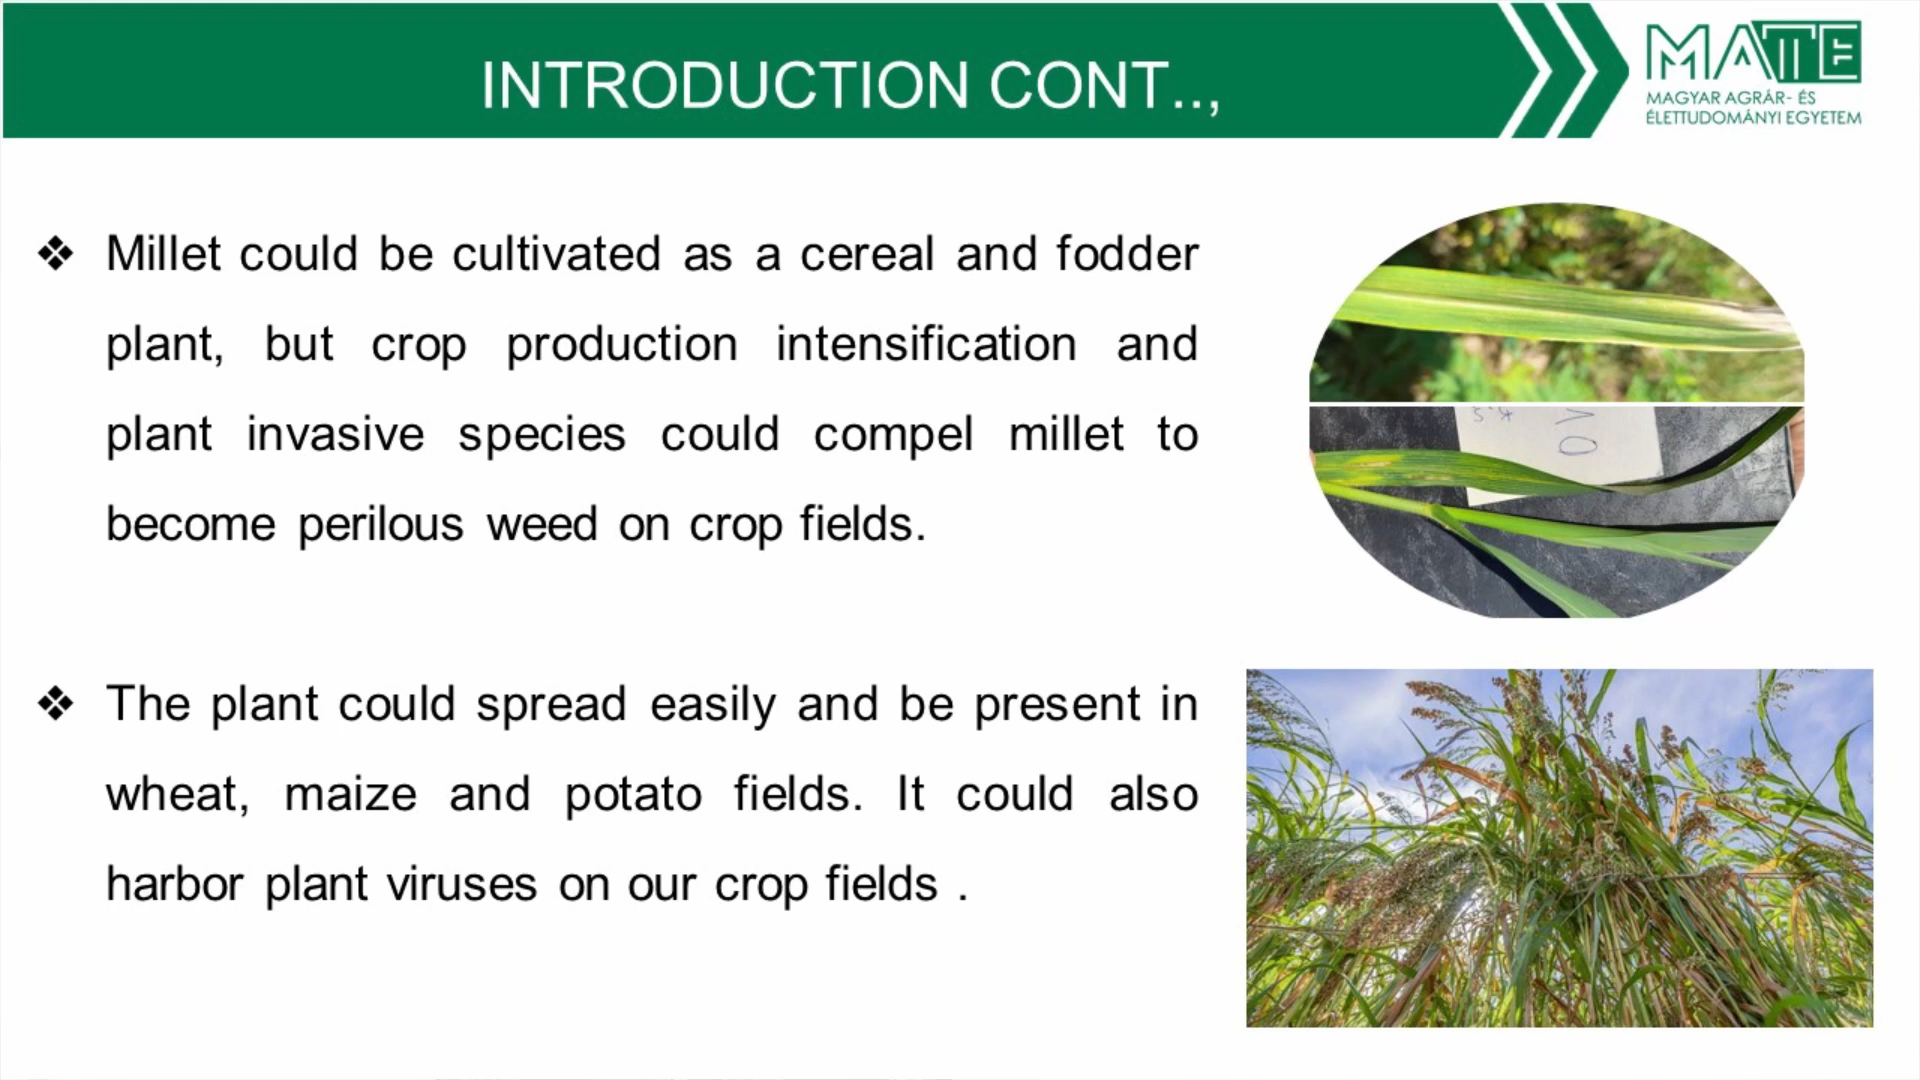 INTRODUCTION CONT..,
MATE
MAGYAR AGRÁR- ÉS
ÉLETTUDOMÁNYI EGYETEM
❖ Millet could be cultivated as a cereal and fodder
plant, but crop production intensification and
plant invasive species could compel millet to
become perilous weed on crop fields.
❖ The plant could spread easily and be present in
wheat, maize and potato fields. It could also
harbor plant viruses on our crop fields .